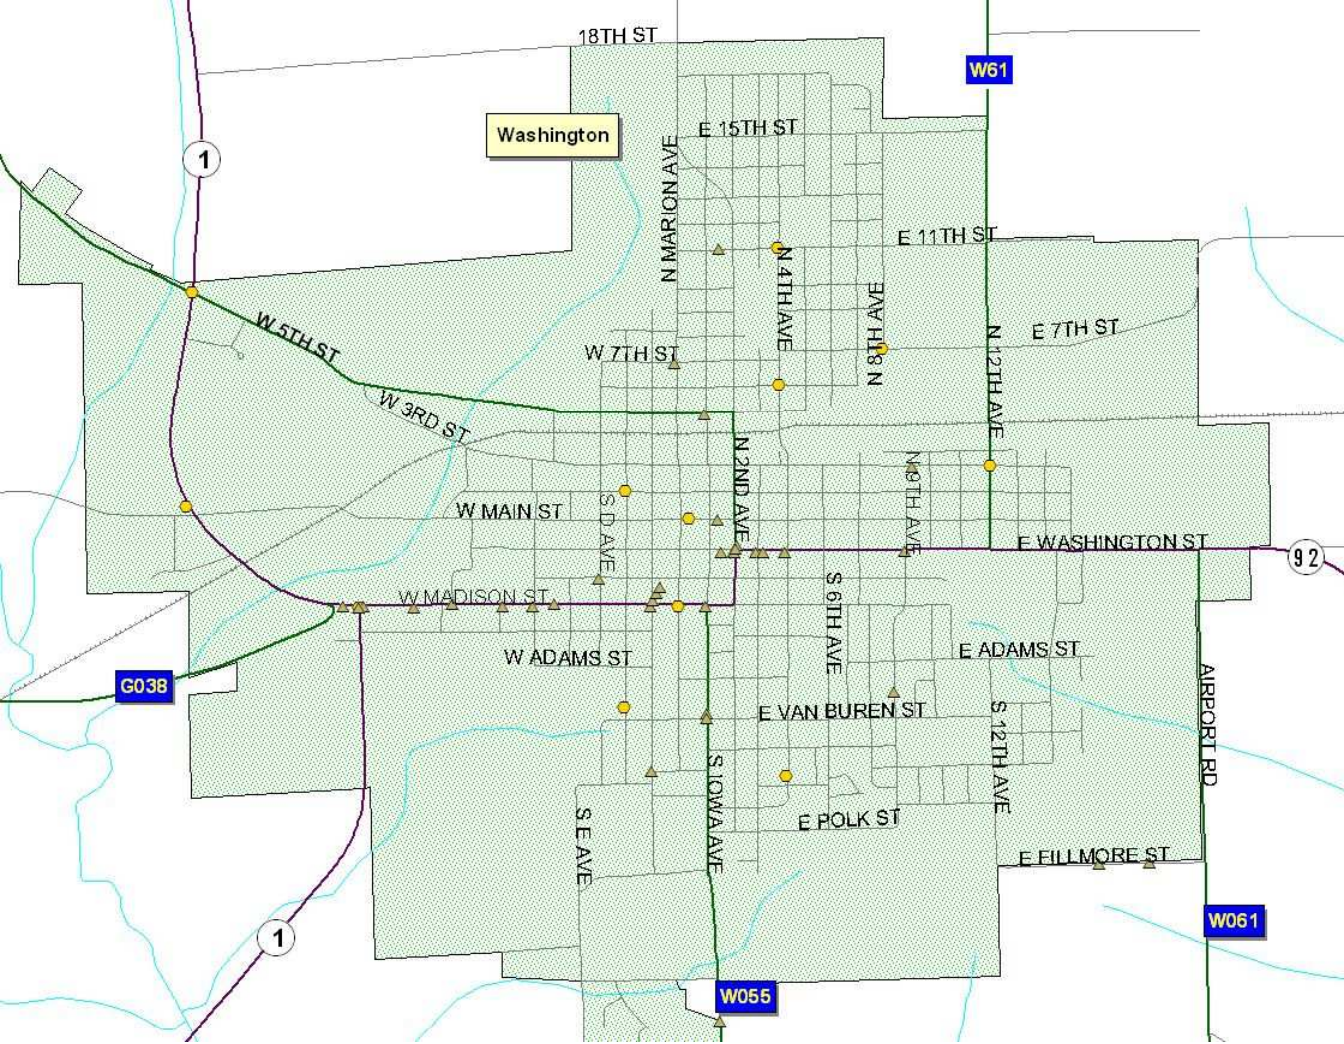 18TH ST
W61
Washington
E 15TH ST
1
N MARION AVE
E 11TH ST
N 4TH AVE
N 8TH AVE
W 5TH ST
E 7TH ST
W 7TH ST
N 12TH AVE
W 3RD ST
N 2ND AVE
N 9TH AVE
S D AVE
W MAIN ST
E WASHINGTON ST
92
W MADISON ST
S 6TH AVE
E ADAMS ST
W ADAMS ST
G038
AIRPORT RD
E VAN BUREN ST
S 12TH AVE
S IOWA AVE
S E AVE
E POLK ST
E FILLMORE ST
W061
1
W055